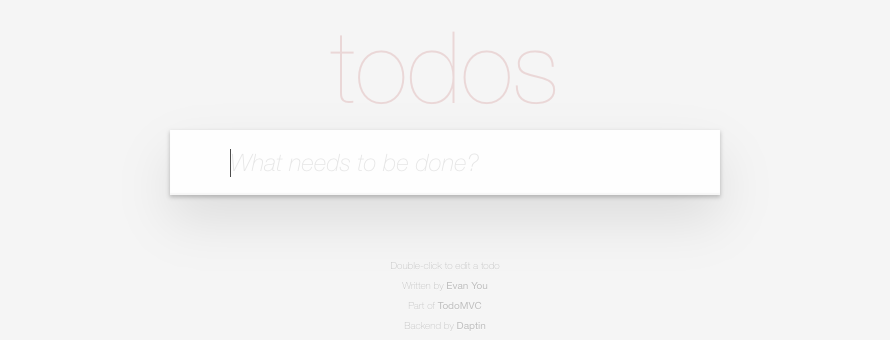 todos
What needs to be done?
Double-click to edit a todo
Written by Evan You
Part of TodoMVC
Backend by Daptin